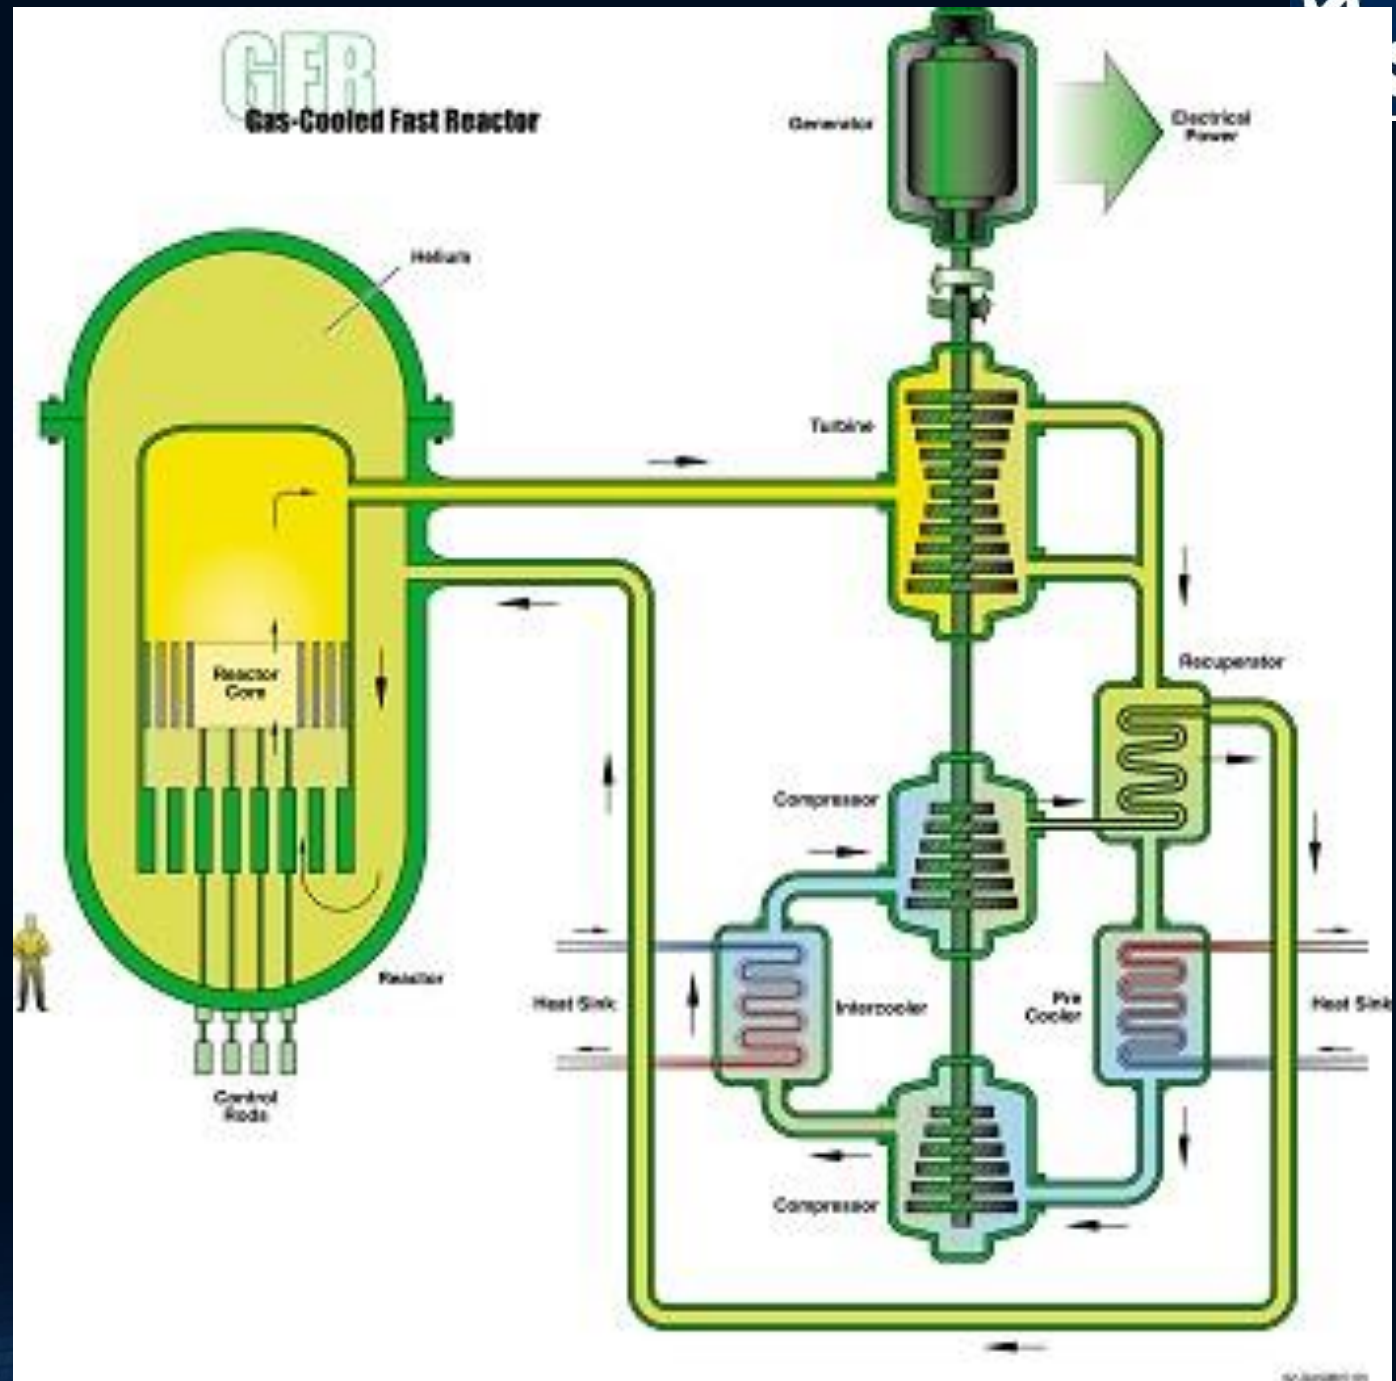 GFR
Gas-Cooled Fast Reactor
Generator
Electrical
Power
Helium
Turbine
Recuperator
Reactor
Core
Compressor
Reactor
Heat Sink
Intercooler
Pre
Cooler
Heat Sink
Control
Rods
Compressor